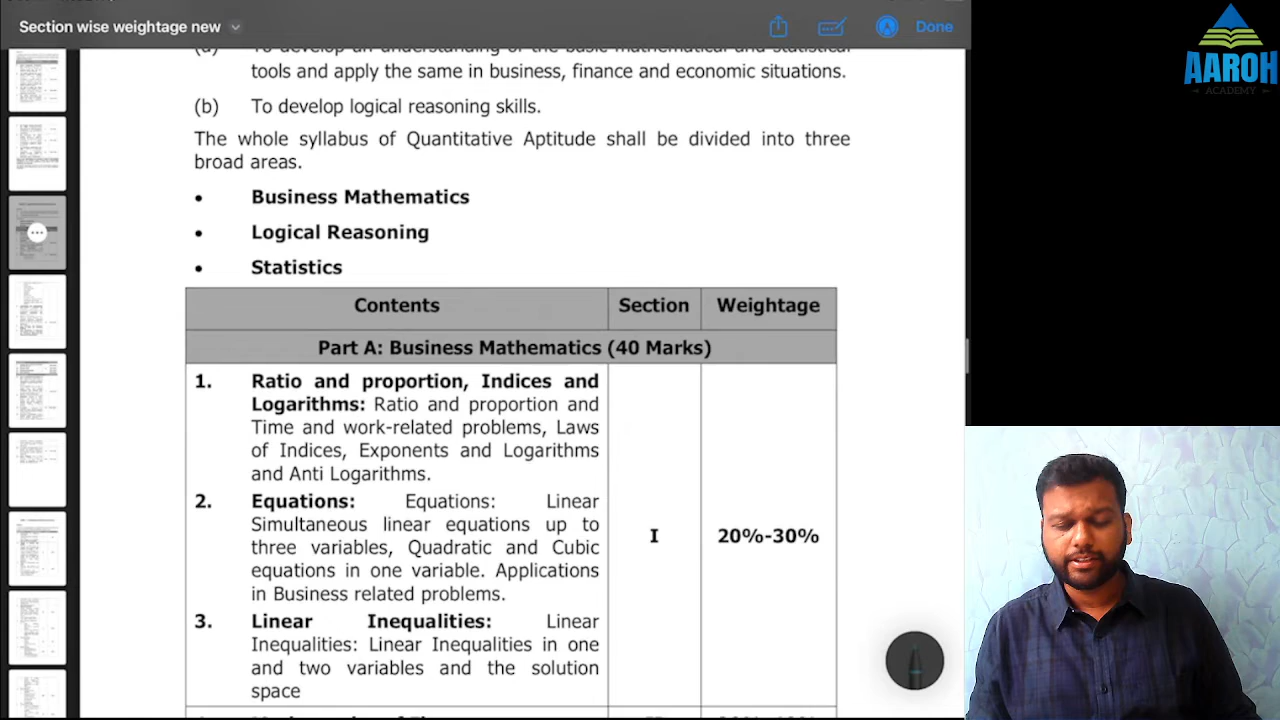 Section wise weightage new
Done
AAROH
ACADEMY
tools and apply the same in business, finance and economic situations.
(b) To develop logical reasoning skills.
The whole syllabus of Quantitative Aptitude shall be divided into three
broad areas.
• Business Mathematics
• Logical Reasoning
• Statistics
Contents Section Weightage
Part A: Business Mathematics (40 Marks)
1. Ratio and proportion, Indices and
Logarithms: Ratio and proportion and
Time and work-related problems, Laws
of Indices, Exponents and Logarithms
and Anti Logarithms.
2. Equations: Equations: Linear
Simultaneous linear equations up to
three variables, Quadratic and Cubic
equations in one variable. Applications
in Business related problems.
I 20%-30%
3. Linear Inequalities: Linear
Inequalities: Linear Inequalities in one
and two variables and the solution
space